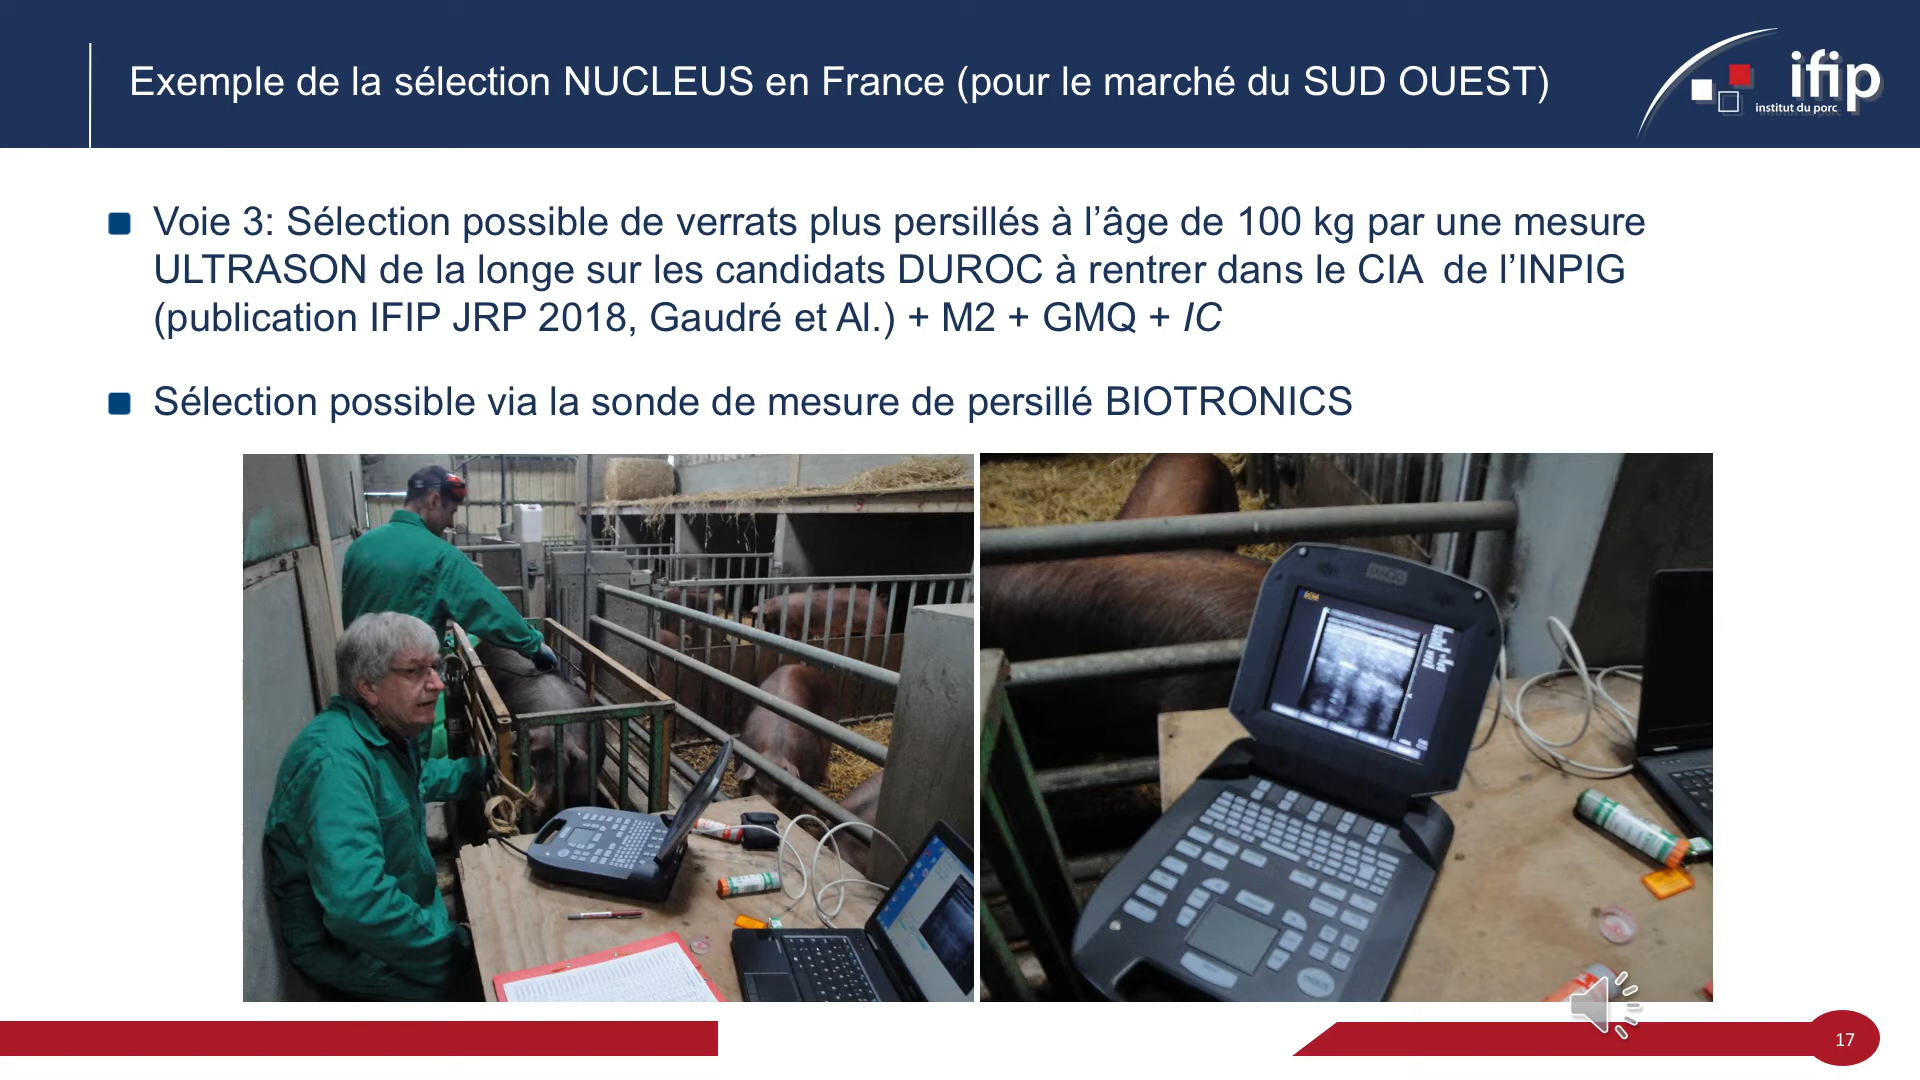 Exemple de la sélection NUCLEUS en France (pour le marché du SUD OUEST)
ifip
institut du porc
Voie 3: Sélection possible de verrats plus persillés à l’âge de 100 kg par une mesure
ULTRASON de la longe sur les candidats DUROC à rentrer dans le CIA de l’INPIG
(publication IFIP JRP 2018, Gaudré et Al.) + M2 + GMQ + IC
Sélection possible via la sonde de mesure de persillé BIOTRONICS
17